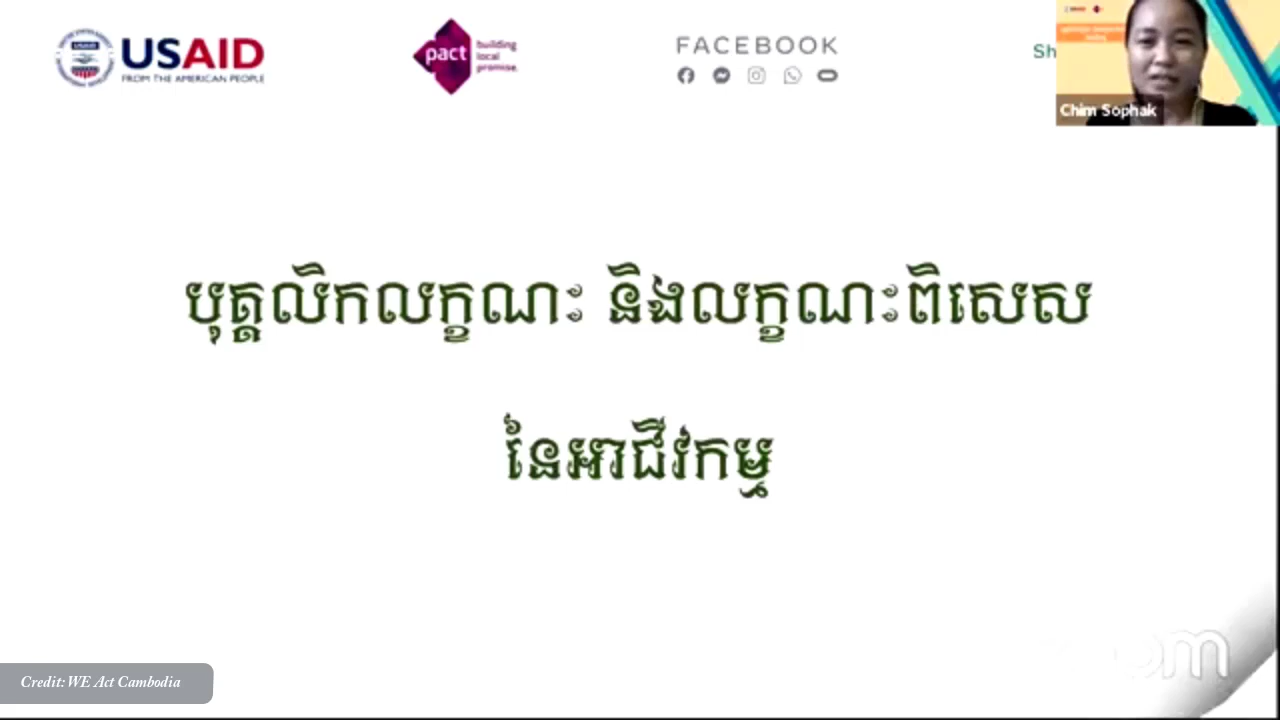 USAID
FROM THE AMERICAN PEOPLE
pact
building
local
promise.
FACEBOOK
Sh
Chim Sophak
បុគ្គលិកលក្ខណៈ និងលក្ខណៈពិសេស
នៃអាជីវកម្ម
Credit: WE Act Cambodia